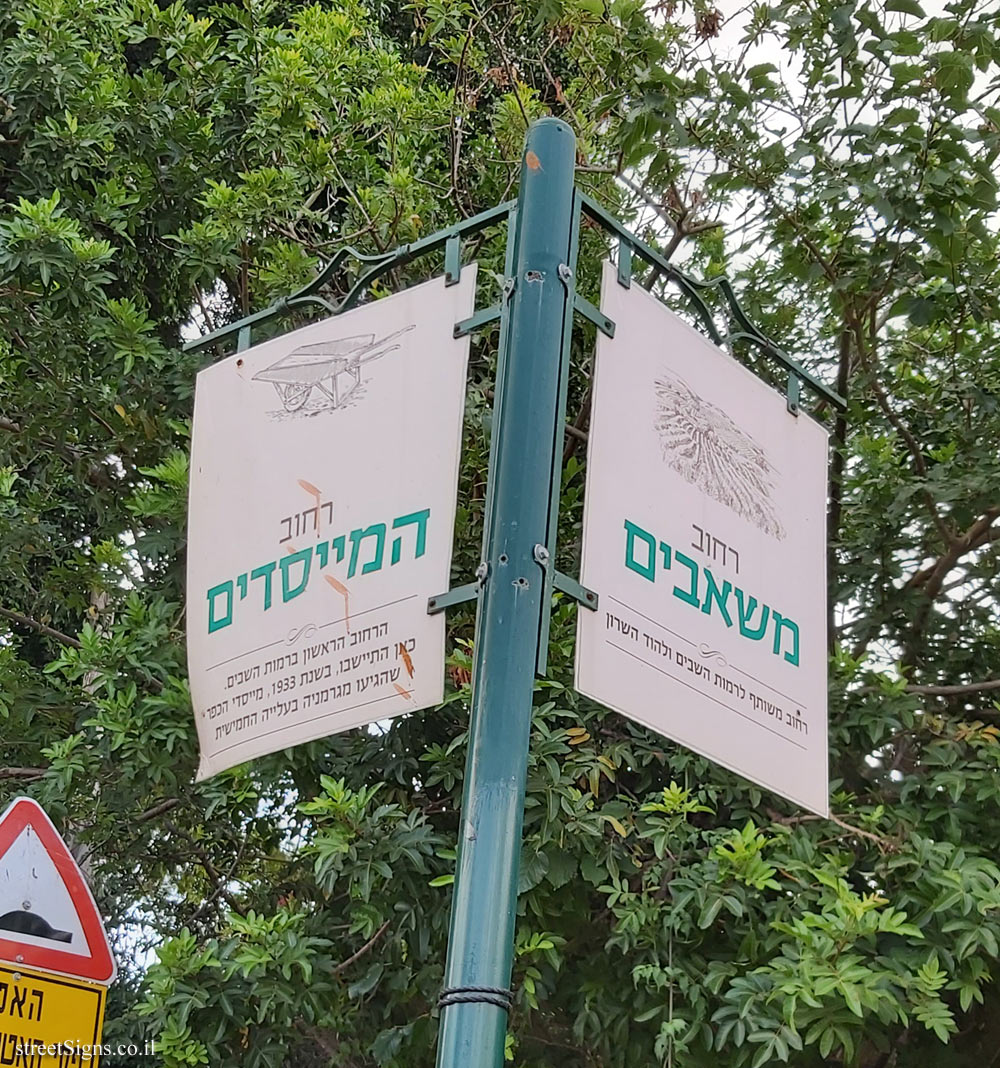 רחוב
המייסדים
הרחוב הראשון ברמות השבים.
כאן התיישבו, בשנת 1933, מייסדי הכפר
שהגיעו מגרמניה בעלייה החמישית
רחוב
משאבים
רחוב משותף לרמות השבים ולהוד השרון
האט
streetSigns.co.il